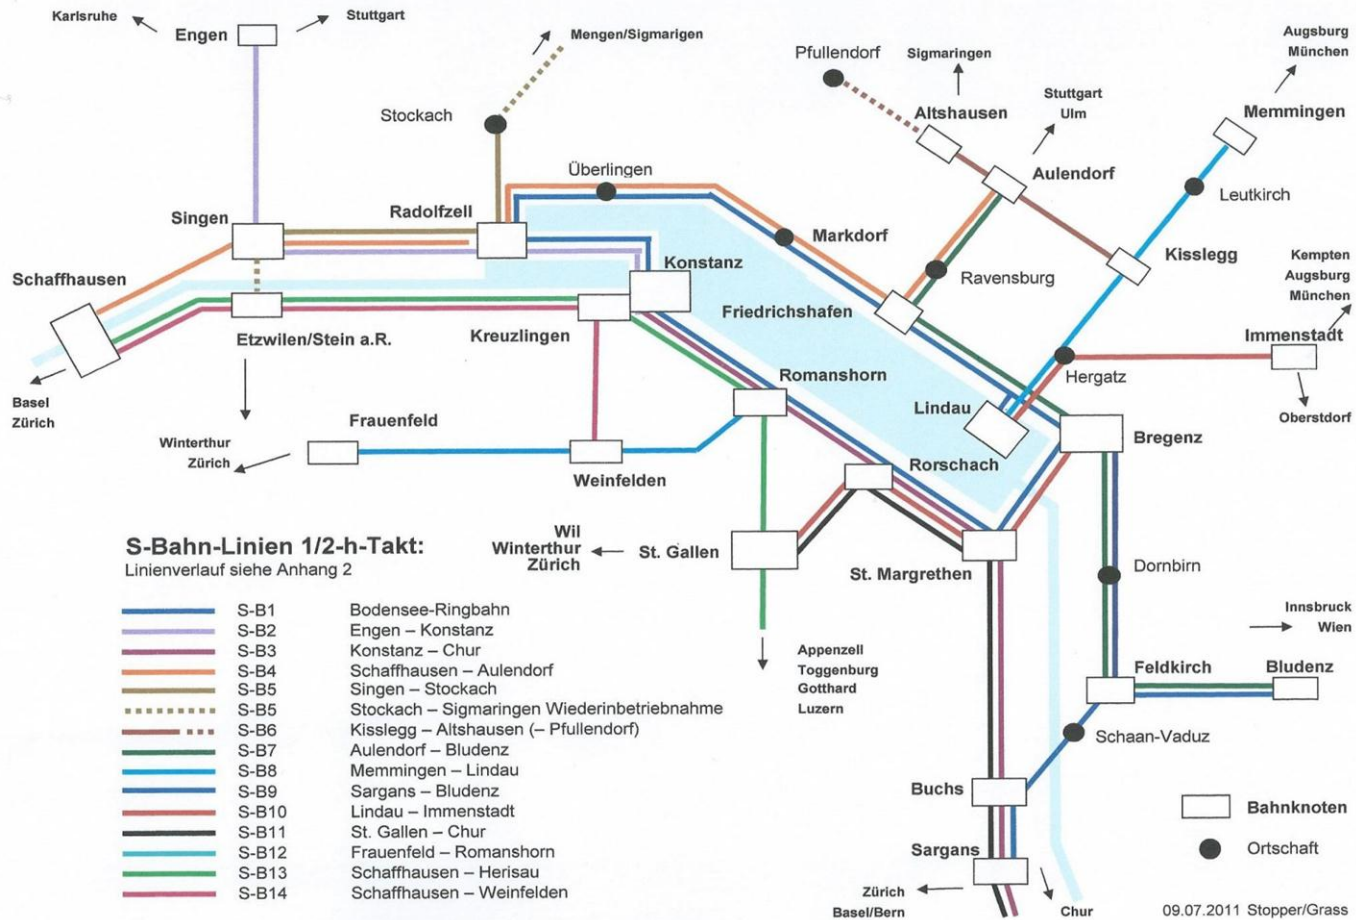 Karlsruhe
Stuttgart
Engen
Mengen/Sigmarigen
Stockach
Pfullendorf
Sigmaringen
Altshausen
Stuttgart
Ulm
Aulendorf
Augsburg
München
Memmingen
Leutkirch
Überlingen
Singen
Radolfzell
Markdorf
Ravensburg
Kisslegg
Kempten
Augsburg
München
Schaffhausen
Konstanz
Friedrichshafen
Immenstadt
Hergatz
Oberstdorf
Etzwilen/Stein a.R.
Kreuzlingen
Romanshorn
Lindau
Bregenz
Basel
Zürich
Frauenfeld
Winterthur
Zürich
Weinfelden
Rorschach
Wil
Winterthur
Zürich
St. Gallen
St. Margrethen
Dornbirn
Innsbruck
Wien
Feldkirch
Bludenz
Appenzell
Toggenburg
Gotthard
Luzern
Schaan-Vaduz
Buchs
Sargans
Zürich
Basel/Bern
Chur
S-Bahn-Linien 1/2-h-Takt:
Linienverlauf siehe Anhang 2
S-B1 Bodensee-Ringbahn
S-B2 Engen – Konstanz
S-B3 Konstanz – Chur
S-B4 Schaffhausen – Aulendorf
S-B5 Singen – Stockach
S-B5 Stockach – Sigmaringen Wiederinbetriebnahme
S-B6 Kisslegg – Altshausen (– Pfullendorf)
S-B7 Aulendorf – Bludenz
S-B8 Memmingen – Lindau
S-B9 Sargans – Bludenz
S-B10 Lindau – Immenstadt
S-B11 St. Gallen – Chur
S-B12 Frauenfeld – Romanshorn
S-B13 Schaffhausen – Herisau
S-B14 Schaffhausen – Weinfelden
Bahnknoten
Ortschaft
09.07.2011 Stopper/Grass